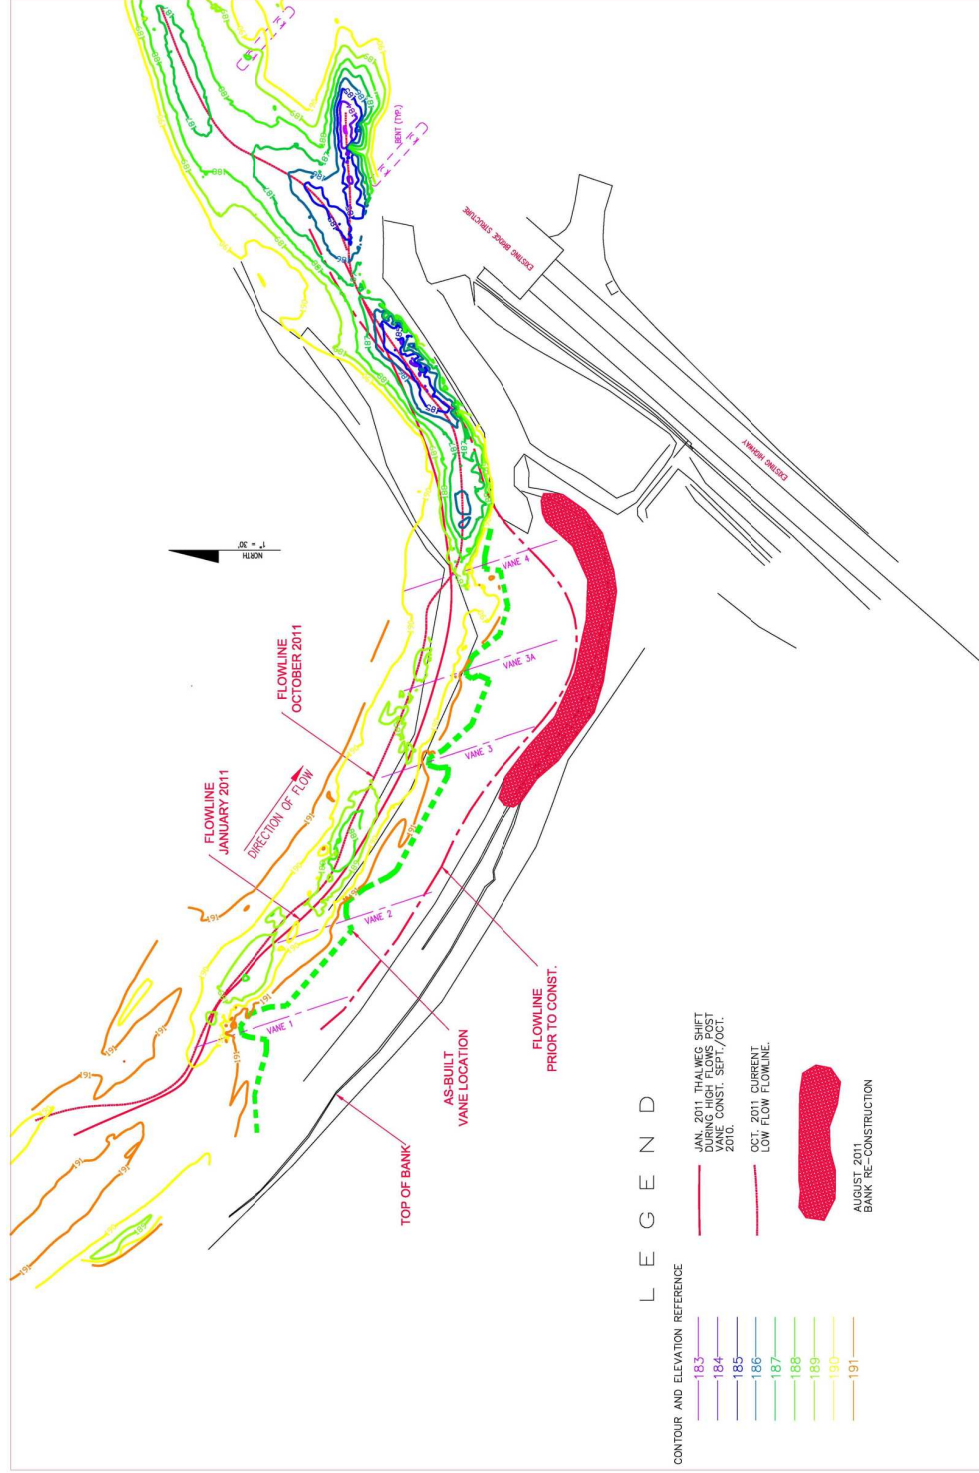 BENT (TYP.)
EXISTING BRIDGE STRUCTURE
EXISTING HIGHWAY
NORTH
1" = 30'
VANE 4
VANE 3A
VANE 3
VANE 2
VANE 1
FLOWLINE
OCTOBER 2011
FLOWLINE
JANUARY 2011
DIRECTION OF FLOW
FLOWLINE
PRIOR TO CONST.
AS-BUILT
VANE LOCATION
TOP OF BANK
LEGEND
CONTOUR AND ELEVATION REFERENCE
183
184
185
186
187
188
189
190
191
JAN. 2011 THALWEG SHIFT
DURING HIGH FLOWS POST
VANE CONST. SEPT./OCT.
2010.
OCT. 2011 CURRENT
LOW FLOW FLOWLINE.
AUGUST 2011
BANK RE-CONSTRUCTION